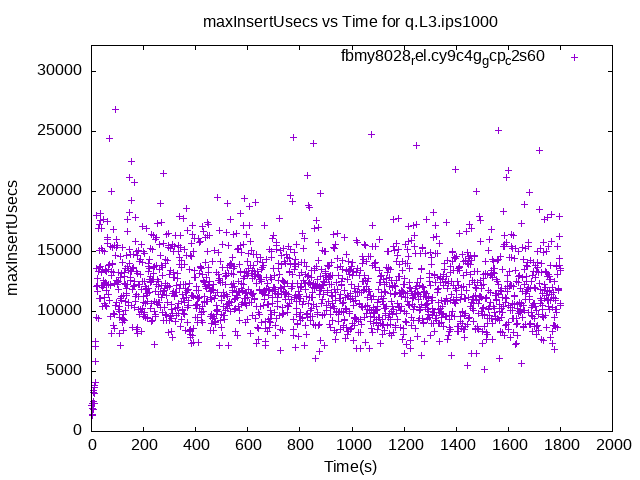 maxInsertUsecs vs Time for q.L3.ips1000
fbmy8028rel.cy9c4ggcpc2s60
30000
25000
20000
15000
10000
5000
0
maxInsertUsecs
0 200 400 600 800 1000 1200 1400 1600 1800 2000
Time(s)